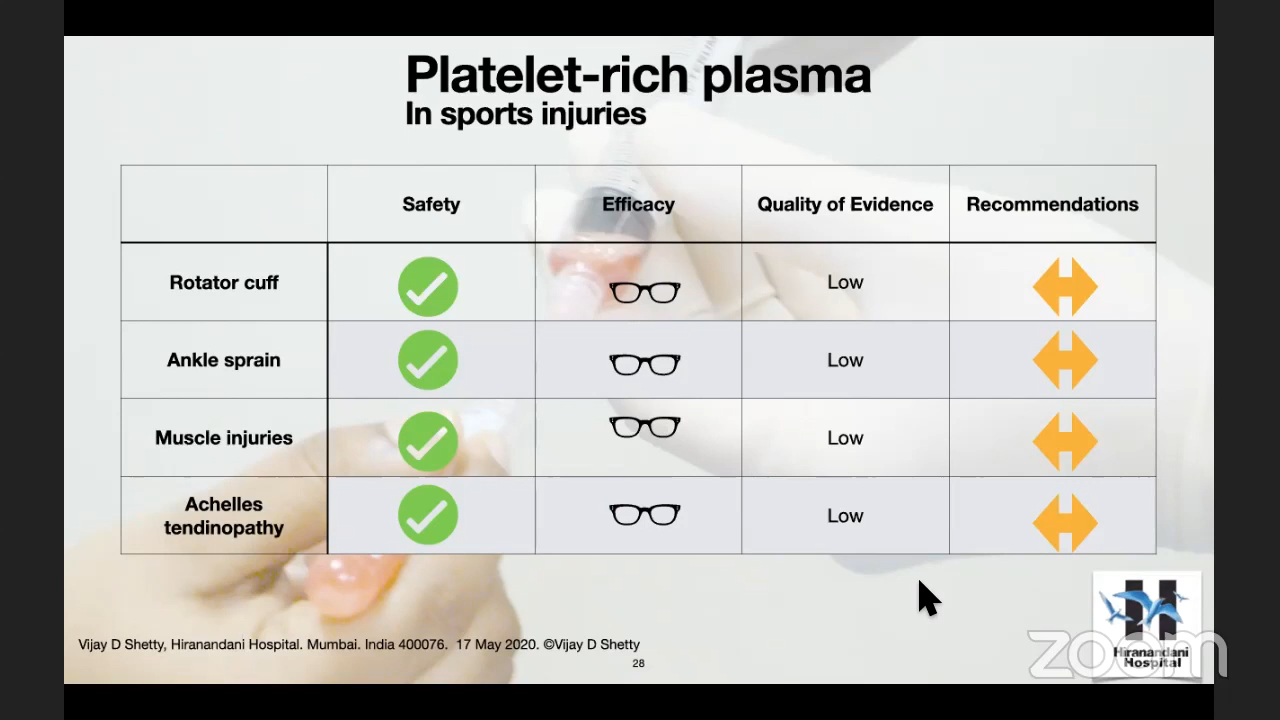 Platelet-rich plasma
In sports injuries
Safety
Efficacy
Quality of Evidence
Recommendations
Rotator cuff
Low
Ankle sprain
Low
Muscle injuries
Low
Achelles
tendinopathy
Low
Vijay D Shetty, Hiranandani Hospital. Mumbai. India 400076. 17 May 2020. ©Vijay D Shetty
28
H
Hiranandani
Hospital
zoom